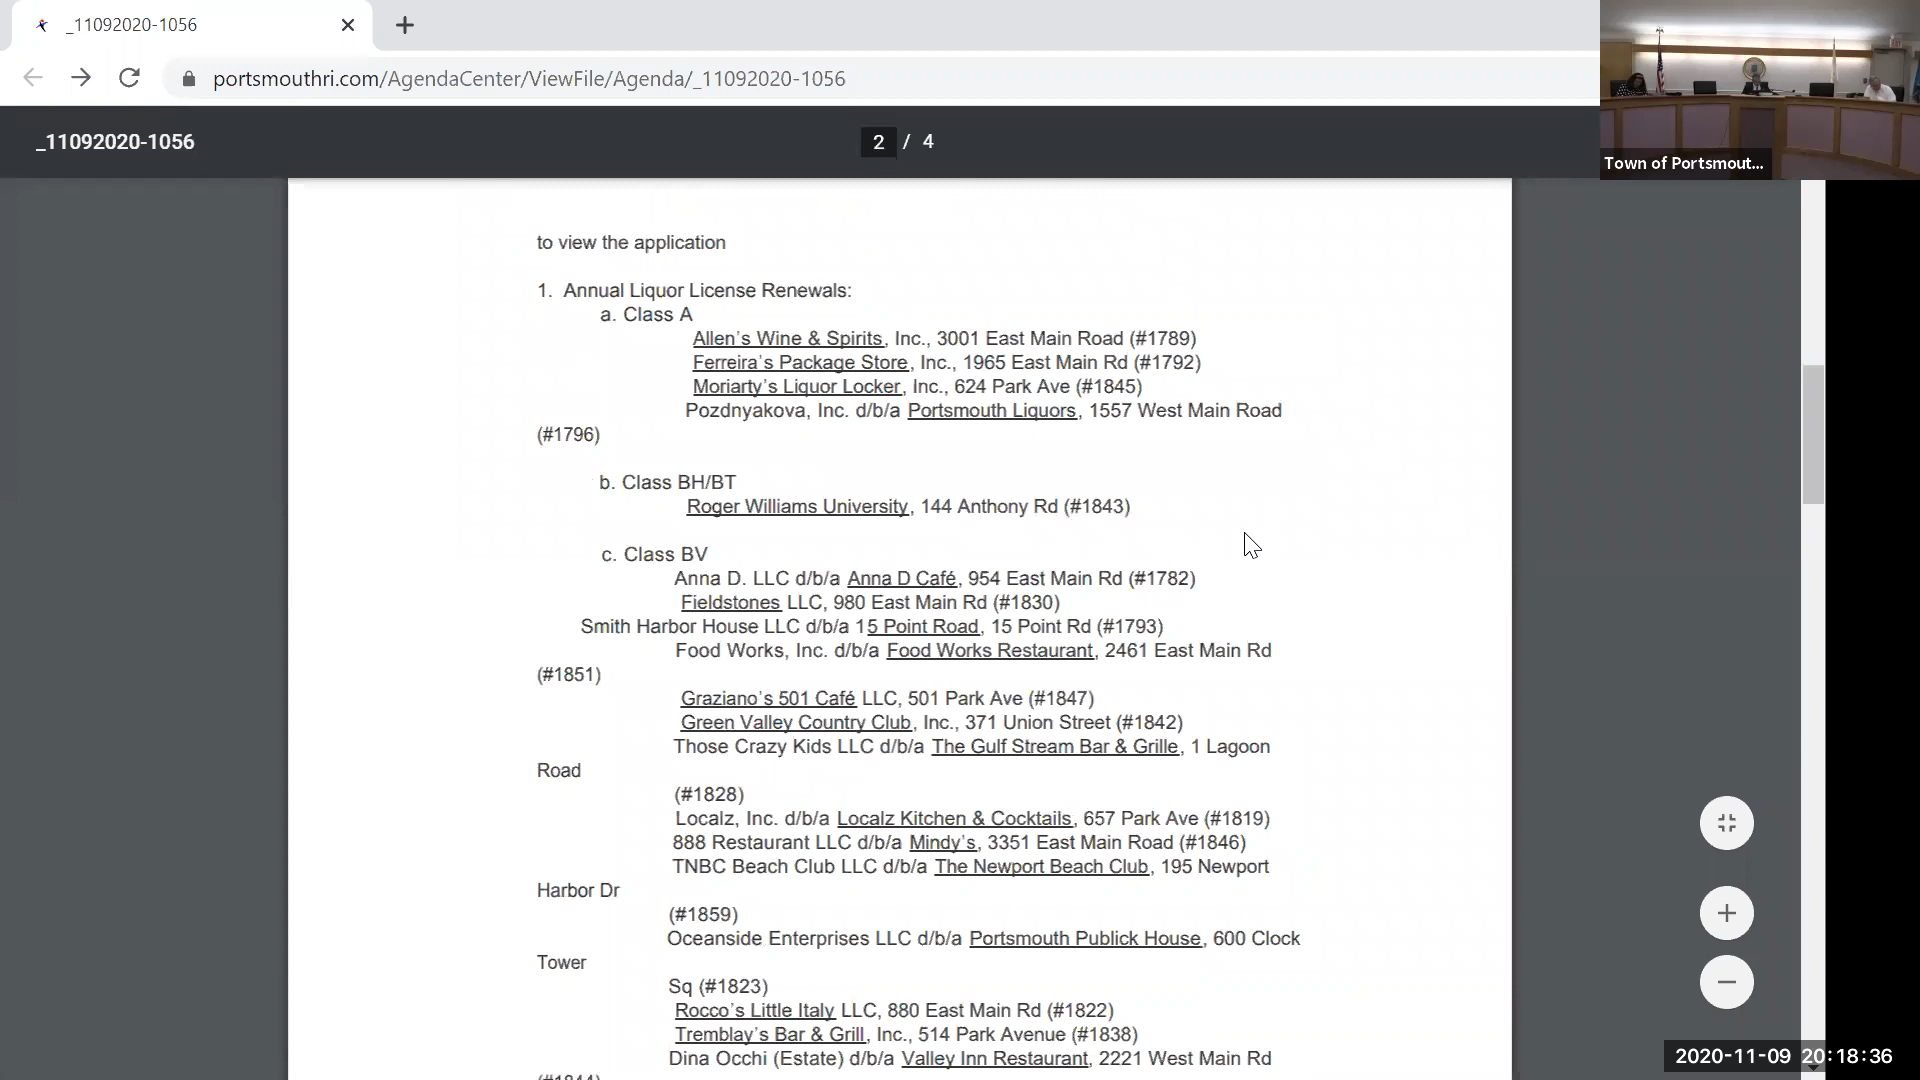 _11092020-1056
portsmouthri.com/AgendaCenter/ViewFile/Agenda/_11092020-1056
_11092020-1056
2 / 4
Town of Portsmout...
to view the application
1. Annual Liquor License Renewals:
a. Class A
Allen's Wine & Spirits, Inc., 3001 East Main Road (#1789)
Ferreira's Package Store, Inc., 1965 East Main Rd (#1792)
Moriarty's Liquor Locker, Inc., 624 Park Ave (#1845)
Pozdnyakova, Inc. d/b/a Portsmouth Liquors, 1557 West Main Road
(#1796)
b. Class BH/BT
Roger Williams University, 144 Anthony Rd (#1843)
c. Class BV
Anna D. LLC d/b/a Anna D Café, 954 East Main Rd (#1782)
Fieldstones LLC, 980 East Main Rd (#1830)
Smith Harbor House LLC d/b/a 15 Point Road, 15 Point Rd (#1793)
Food Works, Inc. d/b/a Food Works Restaurant, 2461 East Main Rd
(#1851)
Graziano's 501 Café LLC, 501 Park Ave (#1847)
Green Valley Country Club, Inc., 371 Union Street (#1842)
Those Crazy Kids LLC d/b/a The Gulf Stream Bar & Grille, 1 Lagoon
Road
(#1828)
Localz, Inc. d/b/a Localz Kitchen & Cocktails, 657 Park Ave (#1819)
888 Restaurant LLC d/b/a Mindy's, 3351 East Main Road (#1846)
TNBC Beach Club LLC d/b/a The Newport Beach Club, 195 Newport
Harbor Dr
(#1859)
Oceanside Enterprises LLC d/b/a Portsmouth Publick House, 600 Clock
Tower
Sq (#1823)
Rocco's Little Italy LLC, 880 East Main Rd (#1822)
Tremblay's Bar & Grill, Inc., 514 Park Avenue (#1838)
Dina Occhi (Estate) d/b/a Valley Inn Restaurant, 2221 West Main Rd
(#1844)
2020-11-09 20:18:36